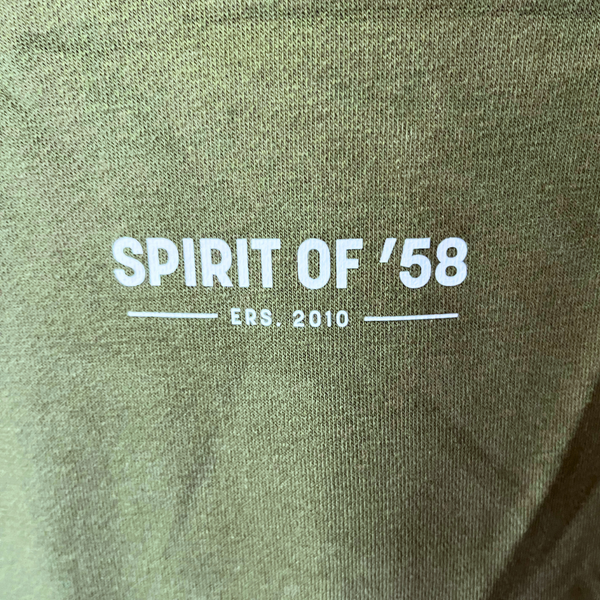 SPIRIT OF '58
ERS. 2010